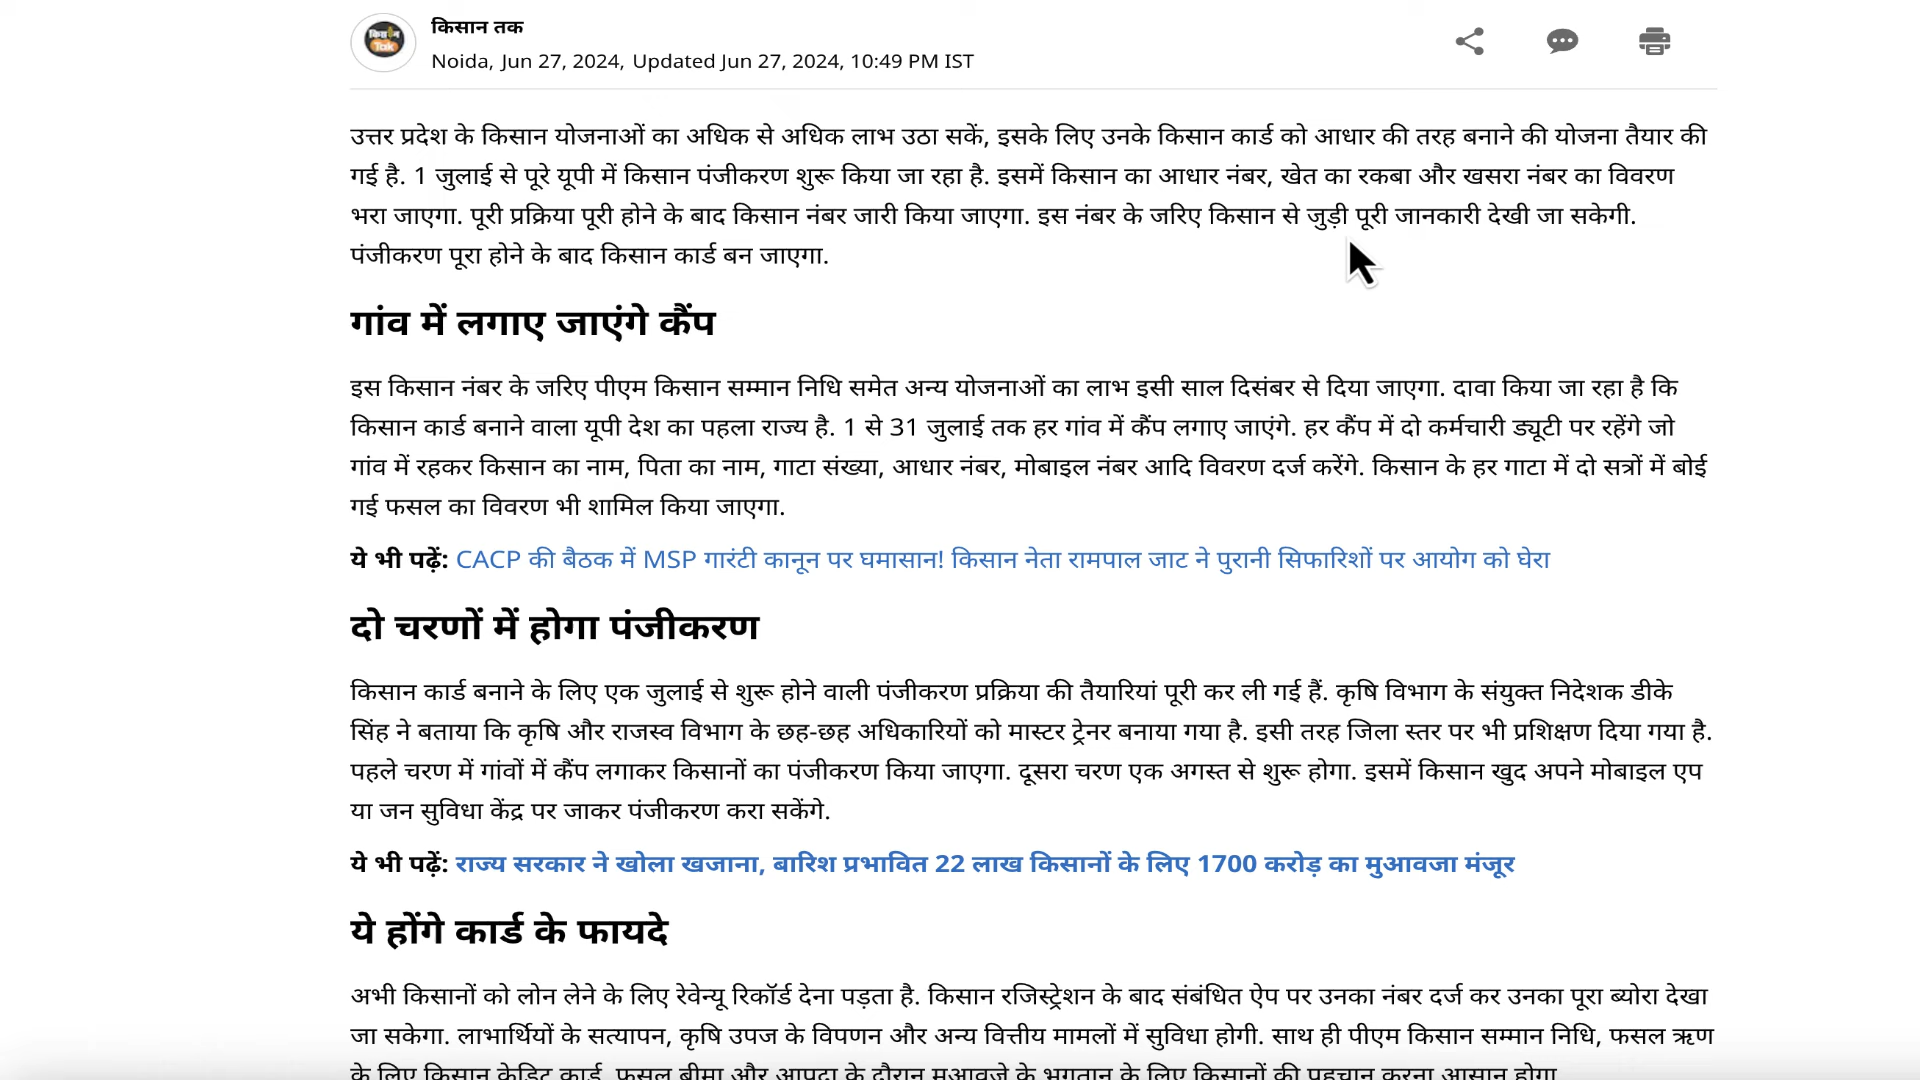 किसान तक
Noida, Jun 27, 2024, Updated Jun 27, 2024, 10:49 PM IST
उत्तर प्रदेश के किसान योजनाओं का अधिक से अधिक लाभ उठा सकें, इसके लिए उनके किसान कार्ड को आधार की तरह बनाने की योजना तैयार की
गई है. 1 जुलाई से पूरे यूपी में किसान पंजीकरण शुरू किया जा रहा है. इसमें किसान का आधार नंबर, खेत का रकबा और खसरा नंबर का विवरण
भरा जाएगा. पूरी प्रक्रिया पूरी होने के बाद किसान नंबर जारी किया जाएगा. इस नंबर के जरिए किसान से जुड़ी पूरी जानकारी देखी जा सकेगी.
पंजीकरण पूरा होने के बाद किसान कार्ड बन जाएगा.
गांव में लगाए जाएंगे कैंप
इस किसान नंबर के जरिए पीएम किसान सम्मान निधि समेत अन्य योजनाओं का लाभ इसी साल दिसंबर से दिया जाएगा. दावा किया जा रहा है कि
किसान कार्ड बनाने वाला यूपी देश का पहला राज्य है. 1 से 31 जुलाई तक हर गांव में कैंप लगाए जाएंगे. हर कैंप में दो कर्मचारी ड्यूटी पर रहेंगे जो
गांव में रहकर किसान का नाम, पिता का नाम, गाटा संख्या, आधार नंबर, मोबाइल नंबर आदि विवरण दर्ज करेंगे. किसान के हर गाटा में दो सत्रों में बोई
गई फसल का विवरण भी शामिल किया जाएगा.
ये भी पढ़ें: CACP की बैठक में MSP गारंटी कानून पर घमासान! किसान नेता रामपाल जाट ने पुरानी सिफारिशों पर आयोग को घेरा
दो चरणों में होगा पंजीकरण
किसान कार्ड बनाने के लिए एक जुलाई से शुरू होने वाली पंजीकरण प्रक्रिया की तैयारियां पूरी कर ली गई हैं. कृषि विभाग के संयुक्त निदेशक डीके
सिंह ने बताया कि कृषि और राजस्व विभाग के छह-छह अधिकारियों को मास्टर ट्रेनर बनाया गया है. इसी तरह जिला स्तर पर भी प्रशिक्षण दिया गया है.
पहले चरण में गांवों में कैंप लगाकर किसानों का पंजीकरण किया जाएगा. दूसरा चरण एक अगस्त से शुरू होगा. इसमें किसान खुद अपने मोबाइल एप
या जन सुविधा केंद्र पर जाकर पंजीकरण करा सकेंगे.
ये भी पढ़ें: राज्य सरकार ने खोला खजाना, बारिश प्रभावित 22 लाख किसानों के लिए 1700 करोड़ का मुआवजा मंजूर
ये होंगे कार्ड के फायदे
अभी किसानों को लोन लेने के लिए रेवेन्यू रिकॉर्ड देना पड़ता है. किसान रजिस्ट्रेशन के बाद संबंधित ऐप पर उनका नंबर दर्ज कर उनका पूरा ब्योरा देखा
जा सकेगा. लाभार्थियों के सत्यापन, कृषि उपज के विपणन और अन्य वित्तीय मामलों में सुविधा होगी. साथ ही पीएम किसान सम्मान निधि, फसल ऋण
के लिए किसान क्रेडिट कार्ड, फसल बीमा और आपदा के दौरान मुआवजे के भुगतान के लिए किसानों की पहचान करना आसान होगा